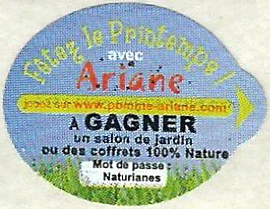 Fêtez le Printemps !
avec
Ariane
jouez sur www.pomme-ariane.com
À GAGNER
un salon de jardin
ou des coffrets 100% Nature
Mot de passe :
Naturianes